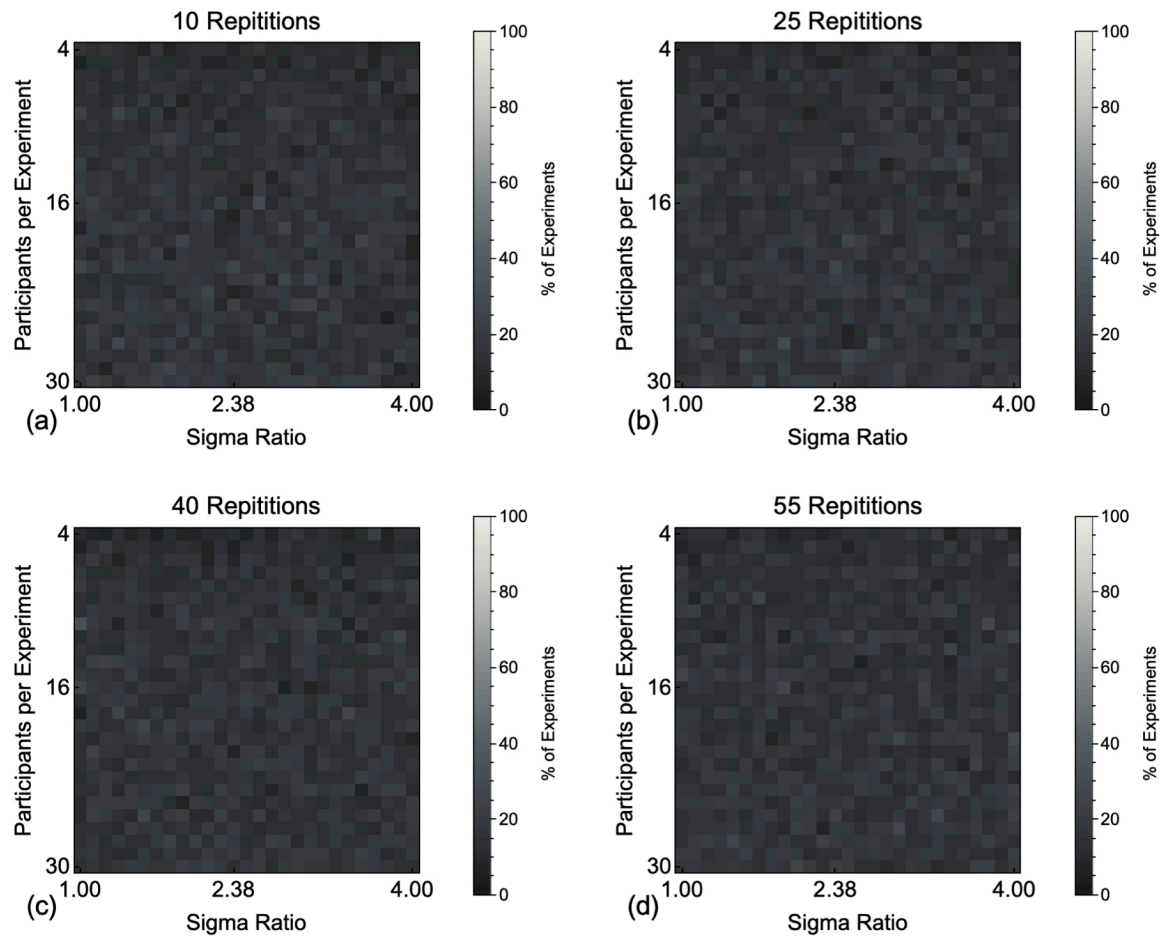 10 Repititions
4
16
30
1.00 2.38 4.00
Participants per Experiment
Sigma Ratio
100
80
60
40
20
0
% of Experiments
(a)
25 Repititions
4
16
30
1.00 2.38 4.00
Participants per Experiment
Sigma Ratio
100
80
60
40
20
0
% of Experiments
(b)
40 Repititions
4
16
30
1.00 2.38 4.00
Participants per Experiment
Sigma Ratio
100
80
60
40
20
0
% of Experiments
(c)
55 Repititions
4
16
30
1.00 2.38 4.00
Participants per Experiment
Sigma Ratio
100
80
60
40
20
0
% of Experiments
(d)